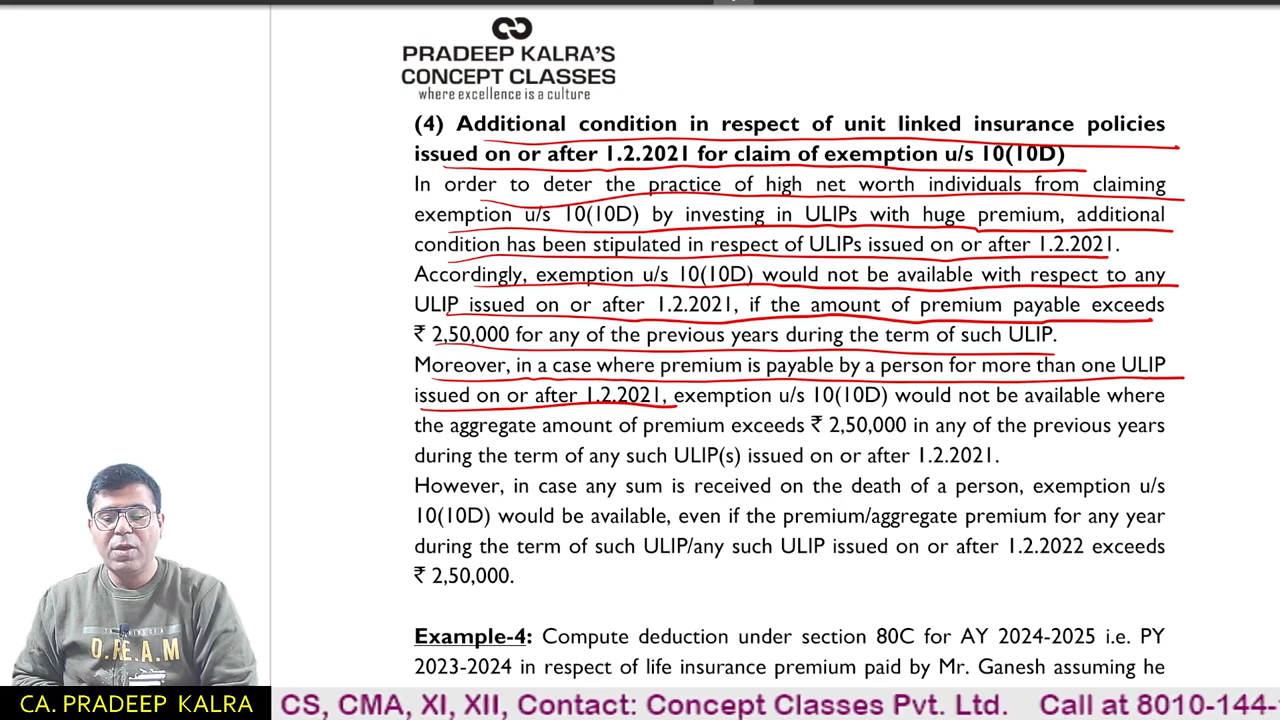 PRADEEP KALRA'S
CONCEPT CLASSES
where excellence is a culture
(4) Additional condition in respect of unit linked insurance policies
issued on or after 1.2.2021 for claim of exemption u/s 10(10D)
In order to deter the practice of high net worth individuals from claiming
exemption u/s 10(10D) by investing in ULIPs with huge premium, additional
condition has been stipulated in respect of ULIPs issued on or after 1.2.2021.
Accordingly, exemption u/s 10(10D) would not be available with respect to any
ULIP issued on or after 1.2.2021, if the amount of premium payable exceeds
₹ 2,50,000 for any of the previous years during the term of such ULIP.
Moreover, in a case where premium is payable by a person for more than one ULIP
issued on or after 1.2.2021, exemption u/s 10(10D) would not be available where
the aggregate amount of premium exceeds ₹ 2,50,000 in any of the previous years
during the term of any such ULIP(s) issued on or after 1.2.2021.
However, in case any sum is received on the death of a person, exemption u/s
10(10D) would be available, even if the premium/aggregate premium for any year
during the term of such ULIP/any such ULIP issued on or after 1.2.2022 exceeds
₹ 2,50,000.
Example-4: Compute deduction under section 80C for AY 2024-2025 i.e. PY
2023-2024 in respect of life insurance premium paid by Mr. Ganesh assuming he
D.R.E.A.M
CA. PRADEEP KALRA
CS, CMA, XI, XII, Contact: Concept Classes Pvt. Ltd. Call at 8010-144-